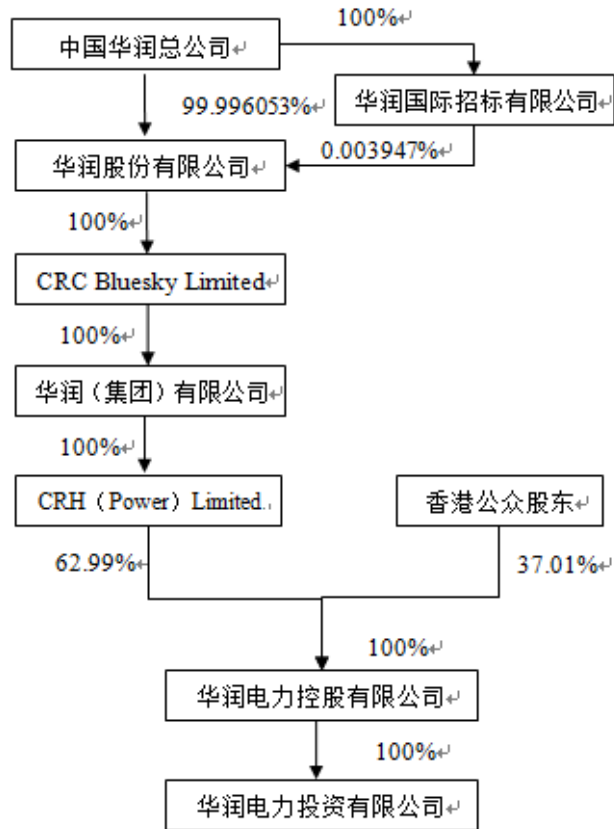 100%
中国华润总公司
99.996053%
华润国际招标有限公司
0.003947%
华润股份有限公司
100%
CRC Bluesky Limited
100%
华润（集团）有限公司
100%
CRH（Power）Limited.
香港公众股东
62.99%
37.01%
100%
华润电力控股有限公司
100%
华润电力投资有限公司